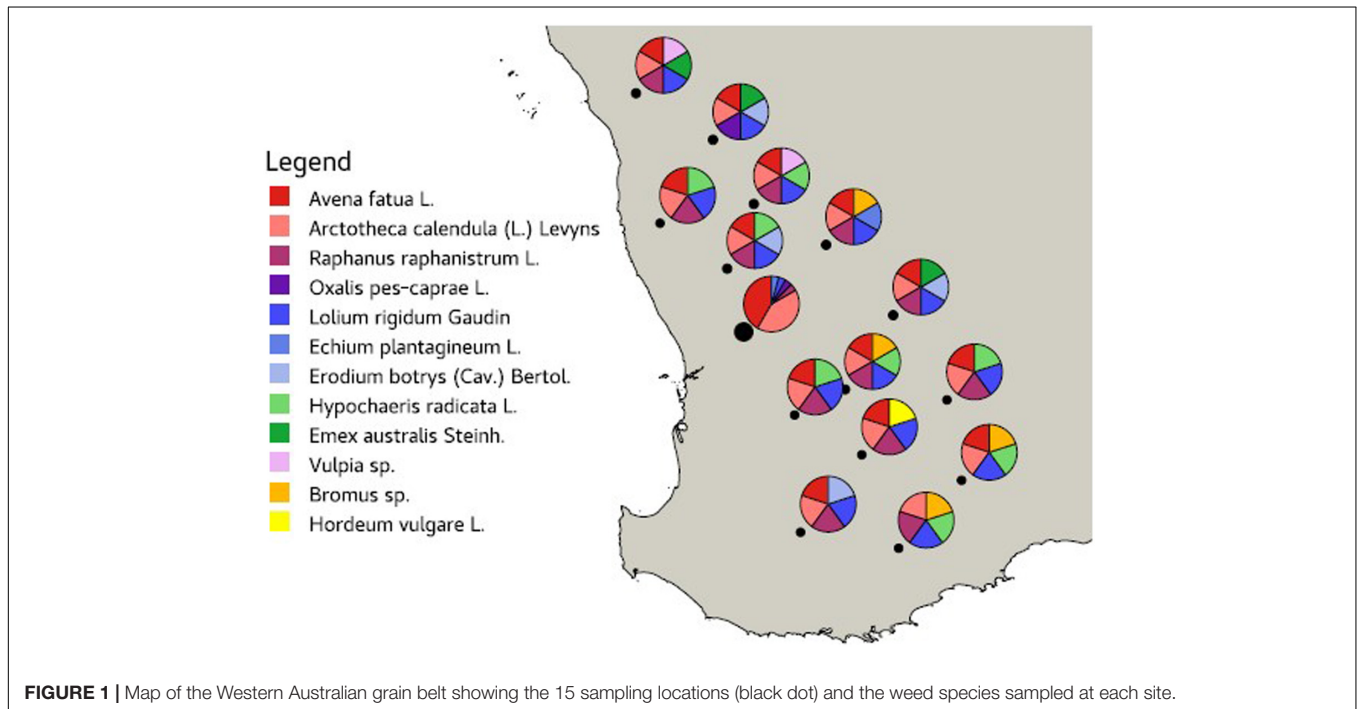 Legend
Avena fatua L.
Arctotheca calendula (L.) Levyns
Raphanus raphanistrum L.
Oxalis pes-caprae L.
Lolium rigidum Gaudin
Echium plantagineum L.
Erodium botrys (Cav.) Bertol.
Hypochaeris radicata L.
Emex australis Steinh.
Vulpia sp.
Bromus sp.
Hordeum vulgare L.
FIGURE 1 | Map of the Western Australian grain belt showing the 15 sampling locations (black dot) and the weed species sampled at each site.